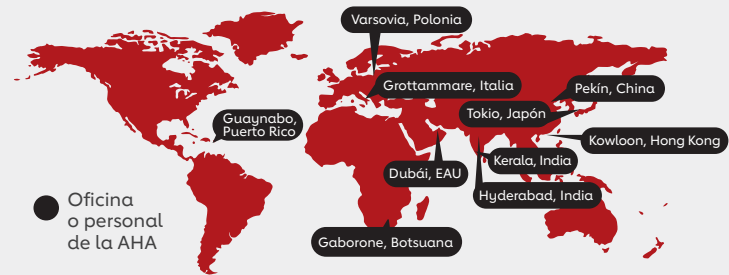 Varsovia, Polonia
Grottammare, Italia
Pekín, China
Guaynabo,
Puerto Rico
Tokio, Japón
Kowloon, Hong Kong
Kerala, India
Dubái, EAU
Hyderabad, India
Oficina
o personal
de la AHA
Gaborone, Botsuana